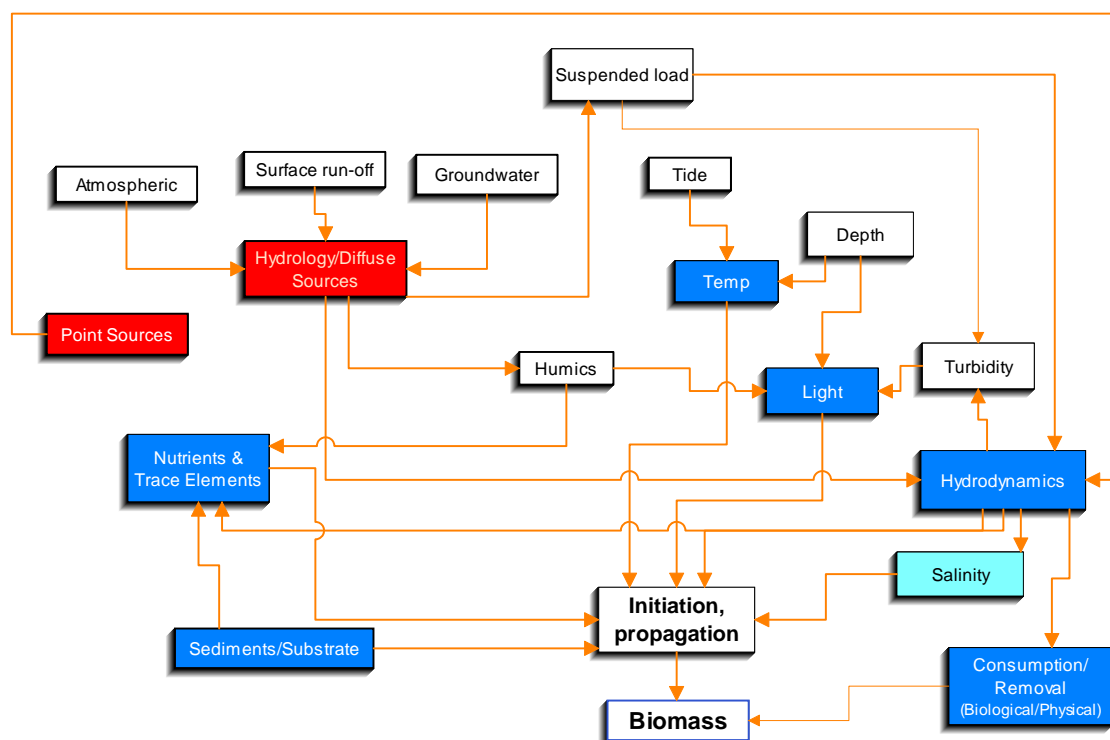 Suspended load
Surface run-off
Groundwater
Atmospheric
Tide
Depth
Hydrology/Diffuse
Sources
Temp
Point Sources
Humics
Light
Turbidity
Nutrients &
Trace Elements
Hydrodynamics
Salinity
Initiation,
propagation
Sediments/Substrate
Consumption/
Removal
(Biological/Physical)
Biomass